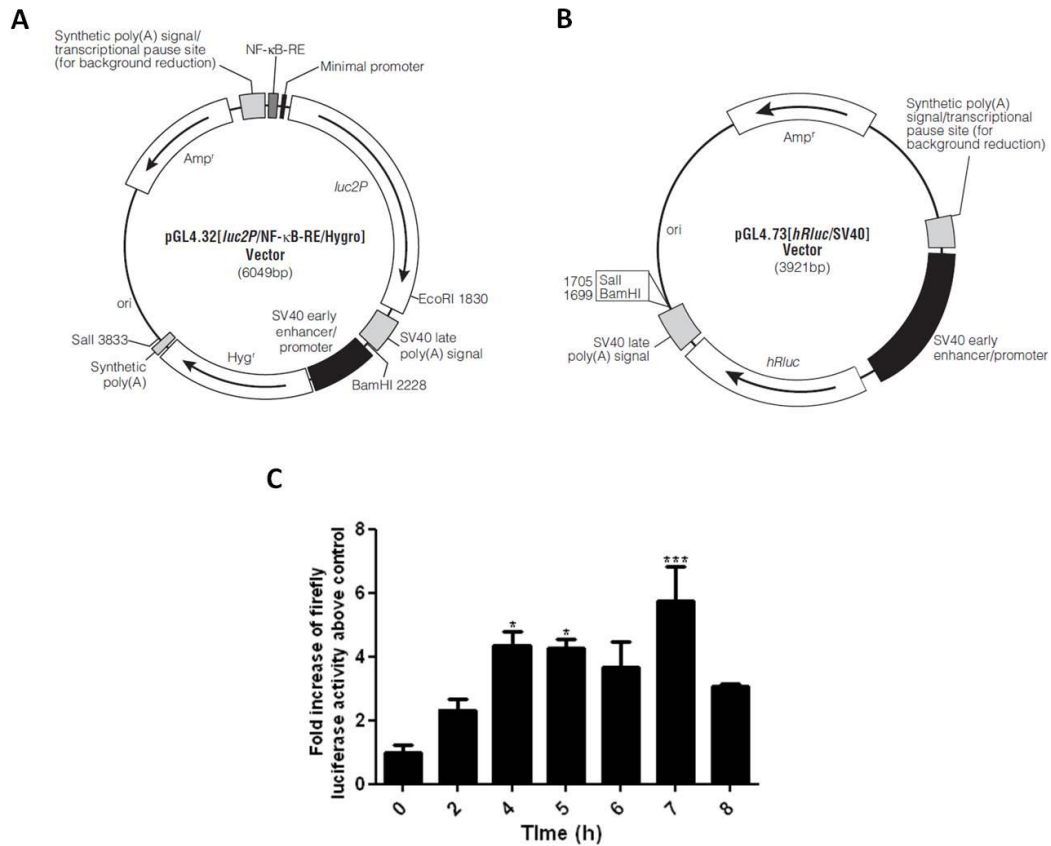 A
Synthetic poly(A) signal/
transcriptional pause site
(for background reduction)
NF-κB-RE
Minimal promoter
Ampʳ
luc2P
pGL4.32[luc2P/NF-κB-RE/Hygro]
Vector
(6049bp)
ori
EcoRI 1830
SV40 early
enhancer/
promoter
SV40 late
poly(A) signal
SalI 3833
Synthetic
poly(A)
Hygʳ
BamHI 2228
B
Synthetic poly(A)
signal/transcriptional
pause site (for
background reduction)
Ampʳ
ori
pGL4.73[hRluc/SV40]
Vector
(3921bp)
1705 SalI
1699 BamHI
SV40 late
poly(A) signal
hRluc
SV40 early
enhancer/promoter
C
Fold increase of firefly
luciferase activity above control
8
6
4
2
0
*
*
***
0
2
4
5
6
7
8
TIme (h)